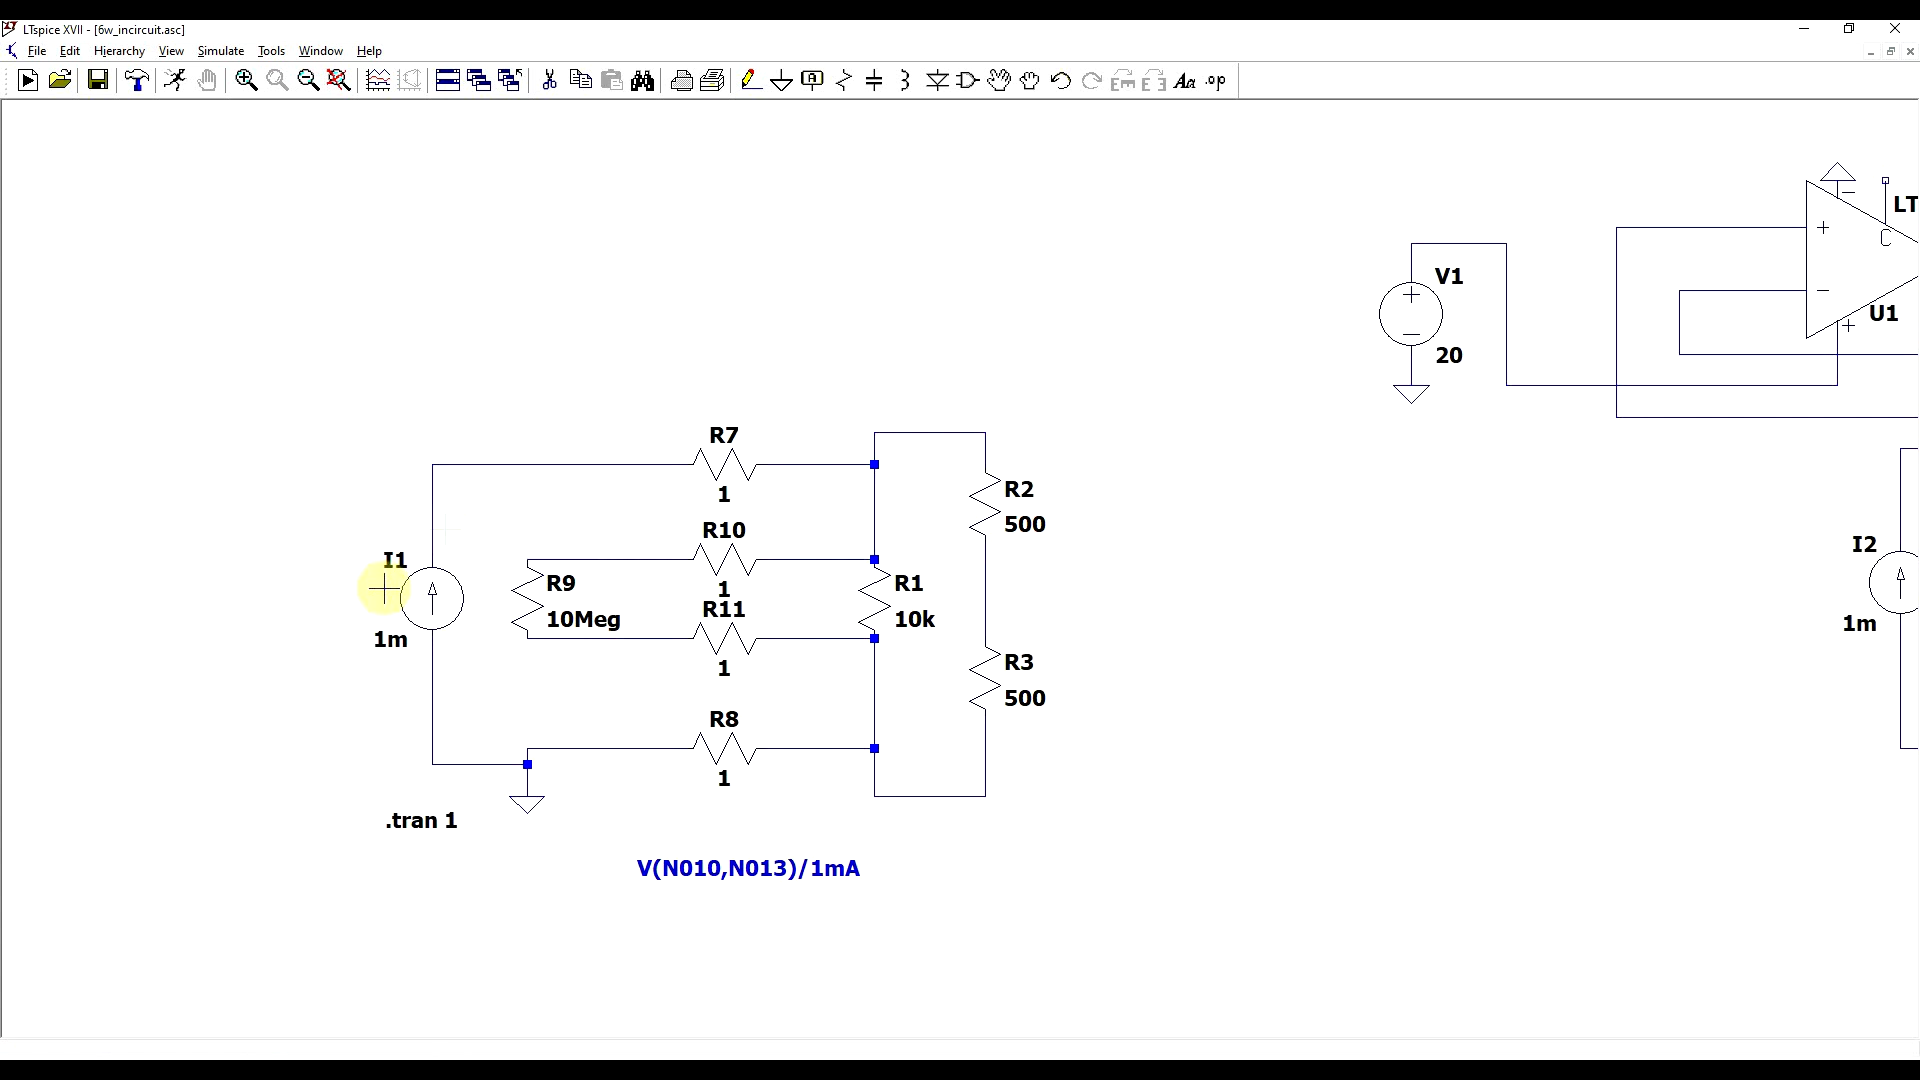 LTspice XVII - [6w_incircuit.asc]
File Edit Hierarchy View Simulate Tools Window Help
Aa .op
LT
+
C
V1
+
U1
+
20
R7
1
R2
500
R10
1
I1
1m
R9
10Meg
R1
10k
R11
1
I2
1m
R3
500
R8
1
.tran 1
V(N010,N013)/1mA